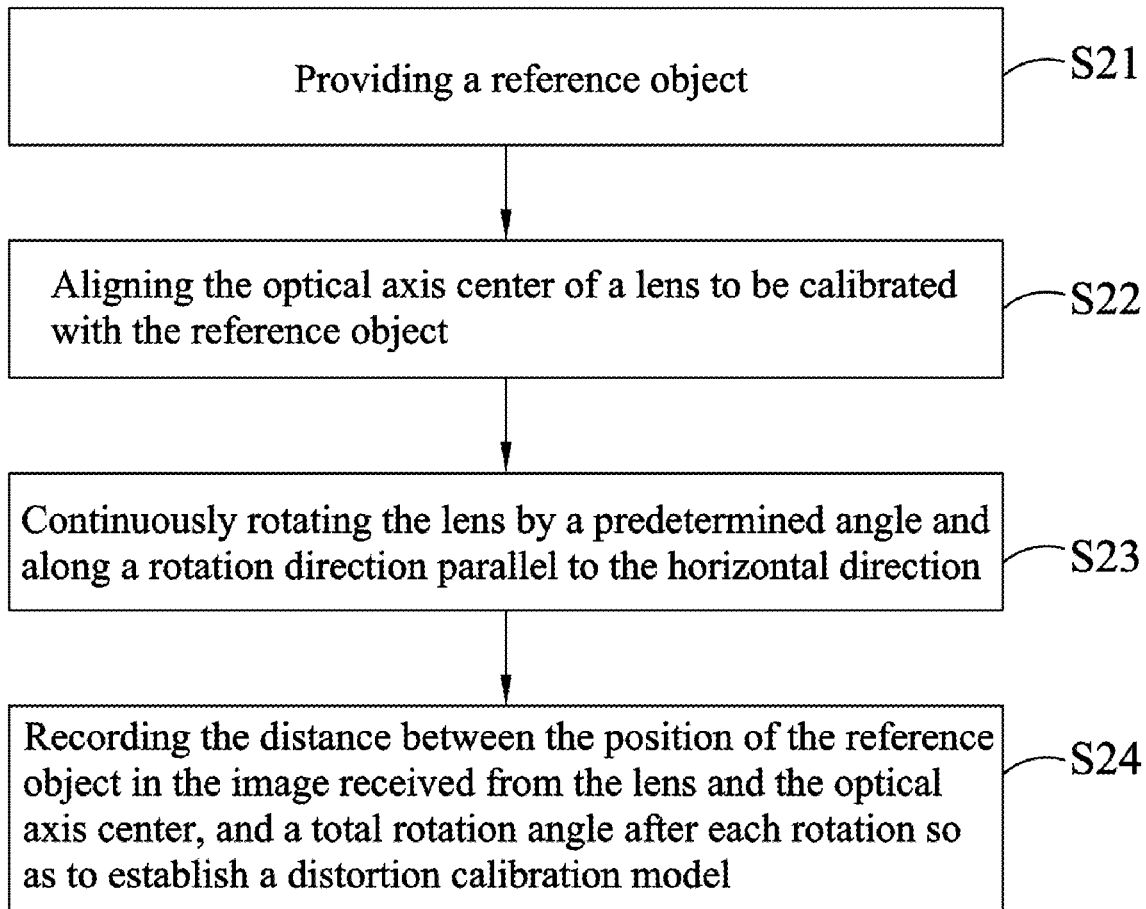 Providing a reference object
S21
Aligning the optical axis center of a lens to be calibrated
with the reference object
S22
Continuously rotating the lens by a predetermined angle and
along a rotation direction parallel to the horizontal direction
S23
Recording the distance between the position of the reference
object in the image received from the lens and the optical
axis center, and a total rotation angle after each rotation so
as to establish a distortion calibration model
S24